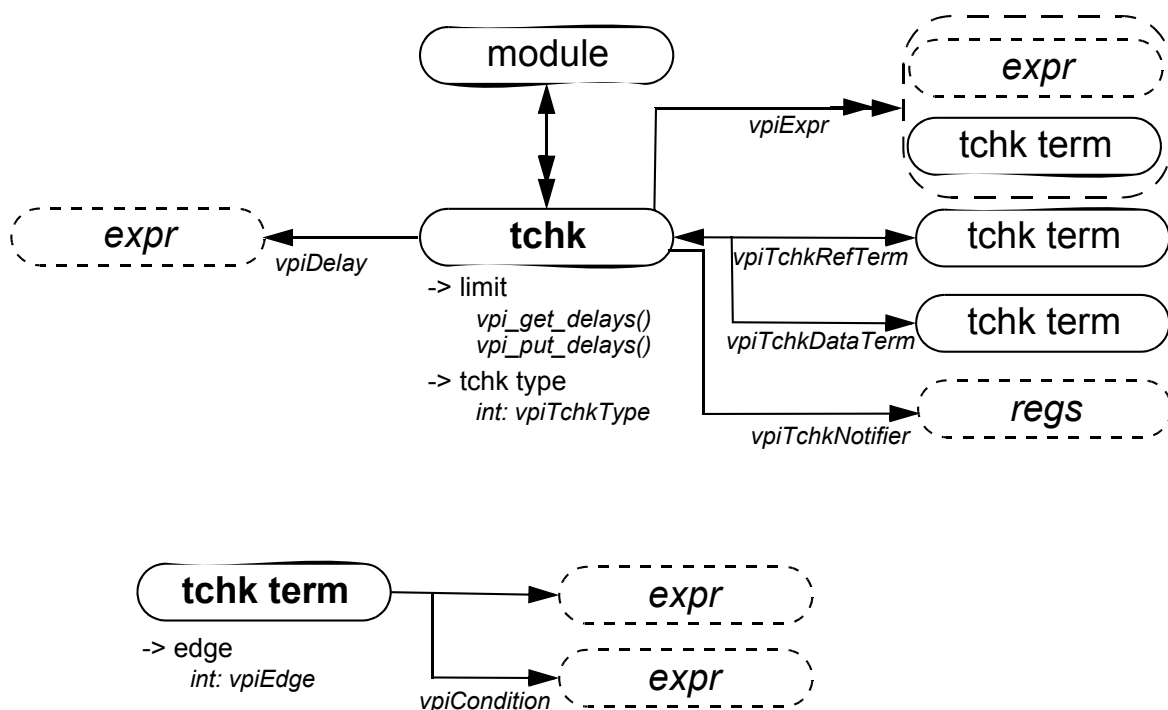 module
expr
vpiExpr
tchk term
expr
vpiDelay
tchk
tchk term
vpiTchkRefTerm
-> limit
vpi_get_delays()
vpi_put_delays()
tchk term
vpiTchkDataTerm
-> tchk type
int: vpiTchkType
regs
vpiTchkNotifier
tchk term
expr
-> edge
int: vpiEdge
expr
vpiCondition